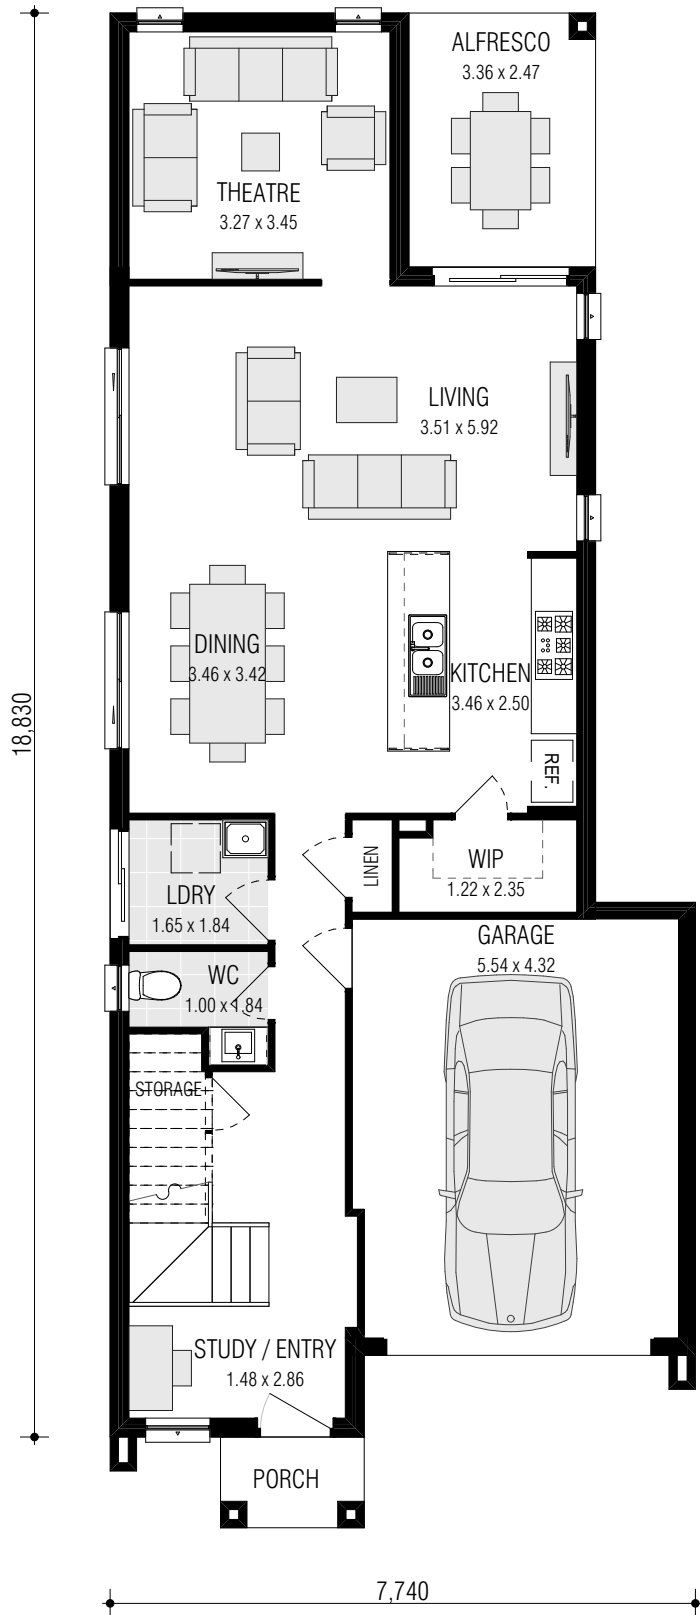 ALFRESCO
3.36 x 2.47
THEATRE
3.27 x 3.45
LIVING
3.51 x 5.92
DINING
3.46 x 3.42
KITCHEN
3.46 x 2.50
REF.
18,830
LINEN
WIP
1.22 x 2.35
LDRY
1.65 x 1.84
GARAGE
5.54 x 4.32
WC
1.00 x 1.84
STORAGE
STUDY / ENTRY
1.48 x 2.86
PORCH
7,740